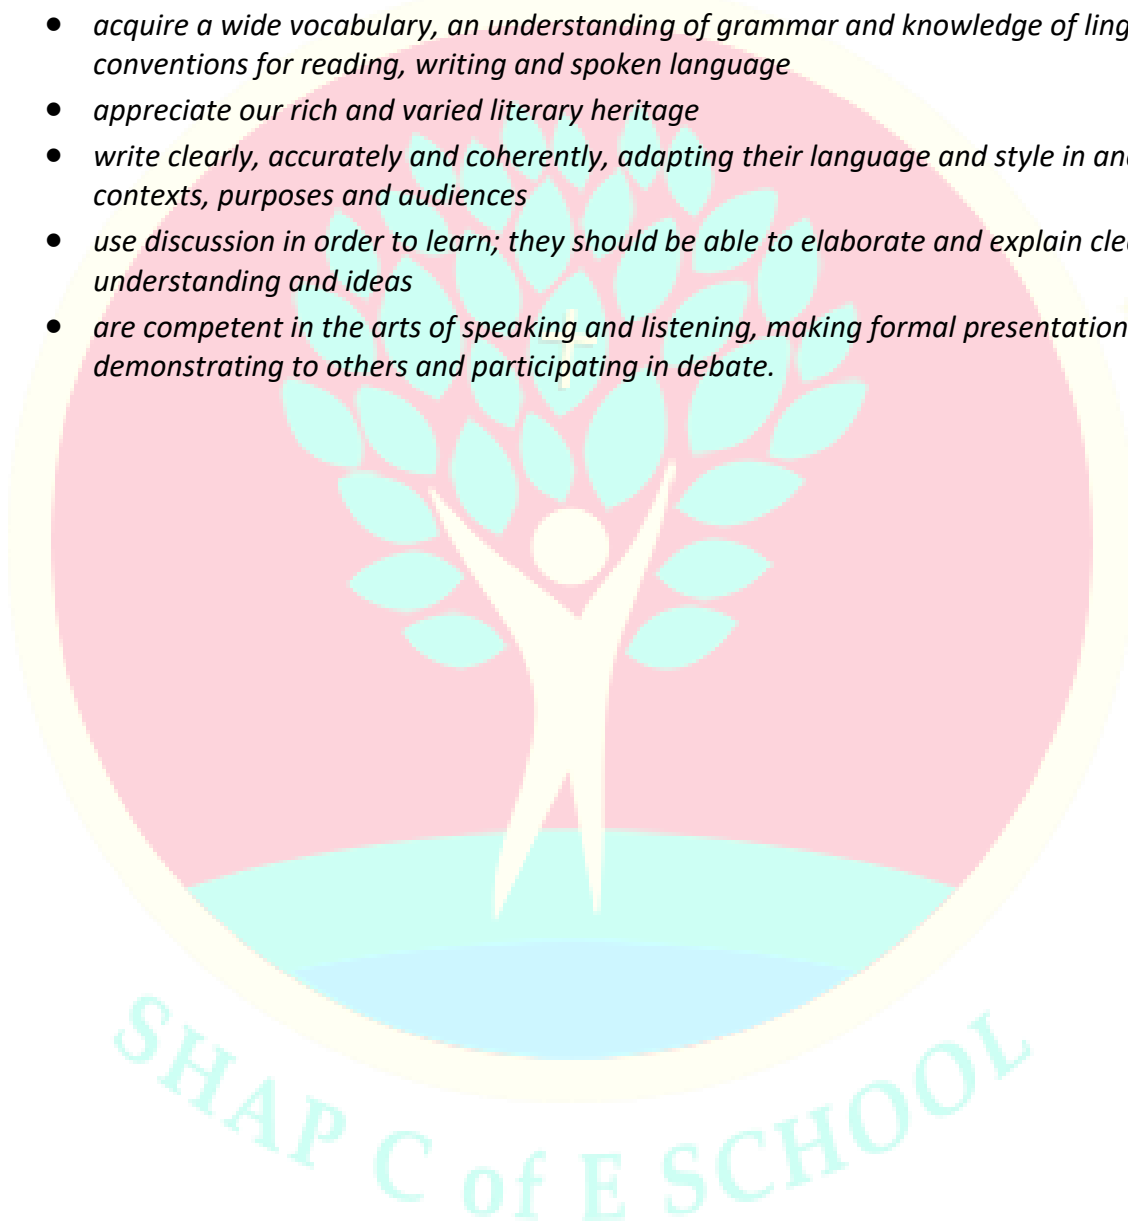 • acquire a wide vocabulary, an understanding of grammar and knowledge of ling
conventions for reading, writing and spoken language
• appreciate our rich and varied literary heritage
• write clearly, accurately and coherently, adapting their language and style in an
contexts, purposes and audiences
• use discussion in order to learn; they should be able to elaborate and explain cle
understanding and ideas
• are competent in the arts of speaking and listening, making formal presentation
demonstrating to others and participating in debate.
SHAP C of E SCHOOL